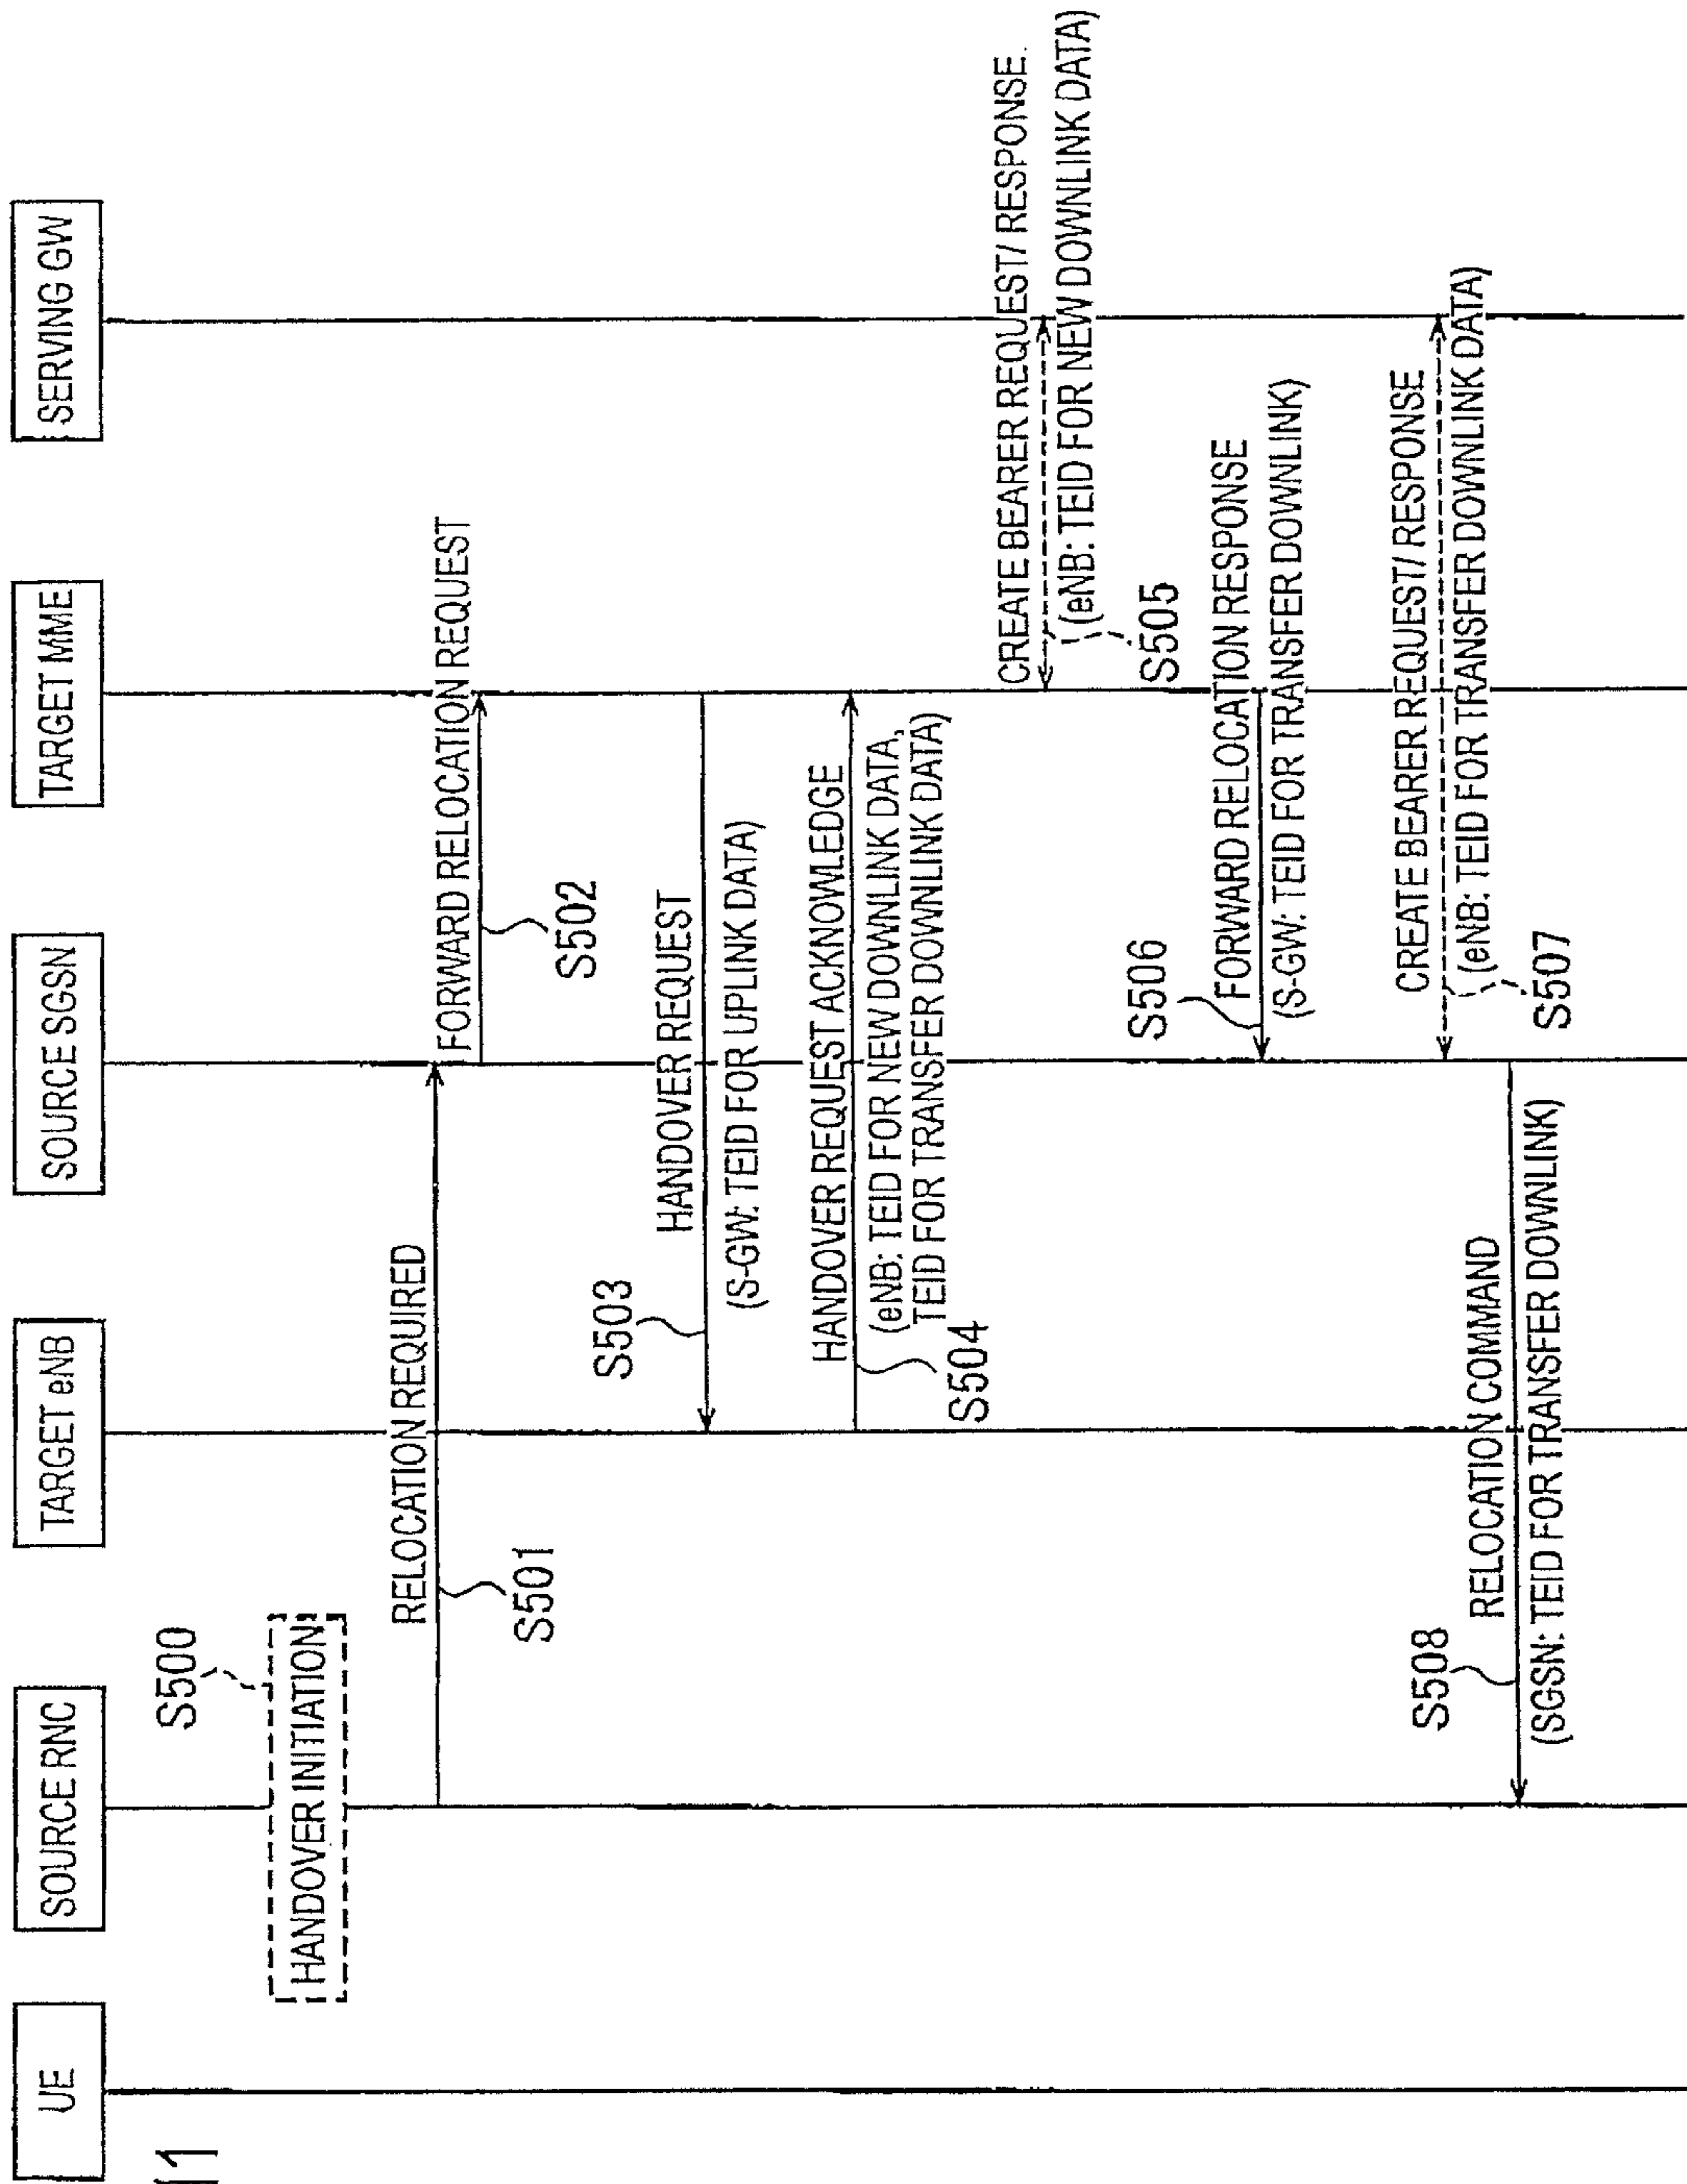 UE
SOURCE RNC
TARGET eNB
SOURCE SGSN
TARGET MME
SERVING GW
S500
HANDOVER INITIATION
RELOCATION REQUIRED
S501
FORWARD RELOCATION REQUEST
S502
HANDOVER REQUEST
S503
(S-GW: TEID FOR UPLINK DATA)
HANDOVER REQUEST ACKNOWLEDGE
(eNB: TEID FOR NEW DOWNLINK DATA,
TEID FOR TRANSFER DOWNLINK DATA)
S504
CREATE BEARER REQUEST/ RESPONSE
(eNB: TEID FOR NEW DOWNLINK DATA)
S505
S506
FORWARD RELOCATION RESPONSE
(S-GW: TEID FOR TRANSFER DOWNLINK)
CREATE BEARER REQUEST/ RESPONSE
(eNB: TEID FOR TRANSFER DOWNLINK DATA)
S507
RELOCATION COMMAND
S508
(SGSN: TEID FOR TRANSFER DOWNLINK)